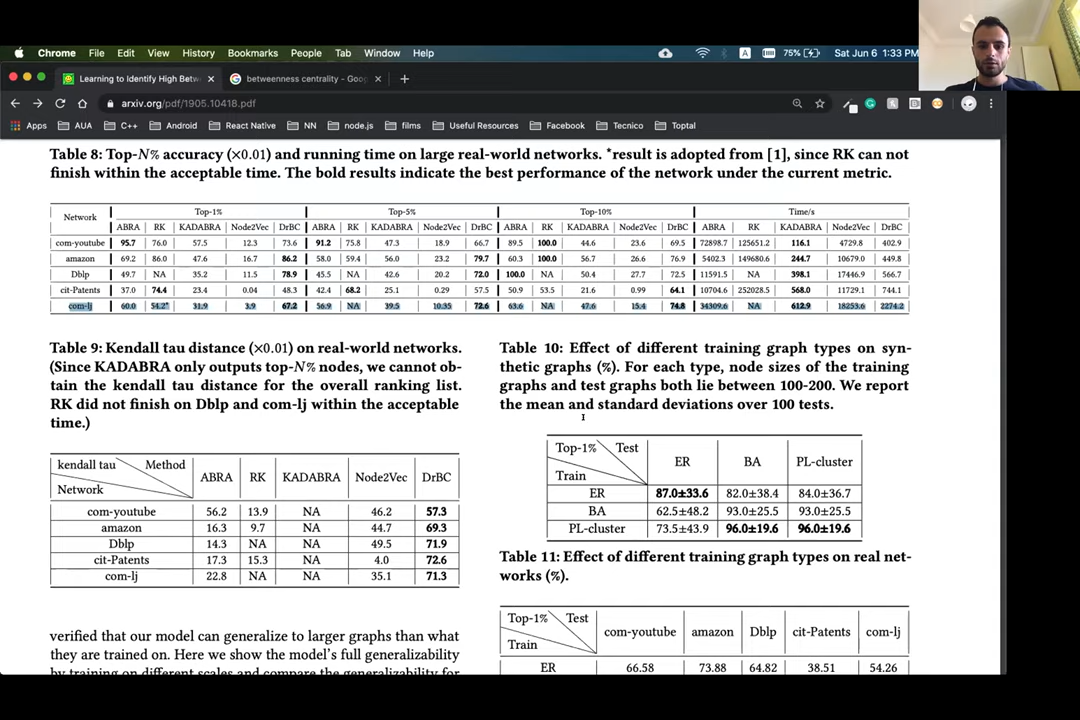 Chrome File Edit View History Bookmarks People Tab Window Help A 75% Sat Jun 6 1:33 PM
Learning to Identify High Betw × betweenness centrality - Goog × +
arxiv.org/pdf/1905.10418.pdf
Apps AUA C++ Android React Native NN node.js films Useful Resources Facebook Tecnico Toptal
Table 8: Top-N% accuracy (×0.01) and running time on large real-world networks. *result is adopted from [1], since RK can not
finish within the acceptable time. The bold results indicate the best performance of the network under the current metric.
Network Top-1% Top-5% Top-10% Time/s
ABRA RK KADABRA Node2Vec DrBC ABRA RK KADABRA Node2Vec DrBC ABRA RK KADABRA Node2Vec DrBC ABRA RK KADABRA Node2Vec DrBC
com-youtube 95.7 76.0 57.5 12.3 73.6 91.2 75.8 47.3 18.9 66.7 89.5 100.0 44.6 23.6 69.5 72898.7 125651.2 116.1 4729.8 402.9
amazon 69.2 86.0 47.6 16.7 86.2 58.0 59.4 56.0 23.2 79.7 60.3 100.0 56.7 26.6 76.9 5402.3 149680.6 244.7 10679.0 449.8
Dblp 49.7 NA 35.2 11.5 78.9 45.5 NA 42.6 20.2 72.0 100.0 NA 50.4 27.7 72.5 11591.5 NA 398.1 17446.9 566.7
cit-Patents 37.0 74.4 23.4 0.04 48.3 42.4 68.2 25.1 0.29 57.5 50.9 53.5 21.6 0.99 64.1 10704.6 252028.5 568.0 11729.1 744.1
com-lj 60.0 54.2* 31.9 3.9 67.2 56.9 NA 39.5 10.35 72.6 63.6 NA 47.6 15.4 74.8 34309.6 NA 612.9 18253.6 2274.2
Table 9: Kendall tau distance (×0.01) on real-world networks.
(Since KADABRA only outputs top-N% nodes, we cannot ob-
tain the kendall tau distance for the overall ranking list.
RK did not finish on Dblp and com-lj within the acceptable
time.)
kendall tau Method
Network
ABRA RK KADABRA Node2Vec DrBC
com-youtube 56.2 13.9 NA 46.2 57.3
amazon 16.3 9.7 NA 44.7 69.3
Dblp 14.3 NA NA 49.5 71.9
cit-Patents 17.3 15.3 NA 4.0 72.6
com-lj 22.8 NA NA 35.1 71.3
verified that our model can generalize to larger graphs than what
they are trained on. Here we show the model's full generalizability
by training on different scales and compare the generalizability for
Table 10: Effect of different training graph types on syn-
thetic graphs (%). For each type, node sizes of the training
graphs and test graphs both lie between 100-200. We report
the mean and standard deviations over 100 tests.
Top-1% Test
Train
ER BA PL-cluster
ER 87.0±33.6 82.0±38.4 84.0±36.7
BA 62.5±48.2 93.0±25.5 93.0±25.5
PL-cluster 73.5±43.9 96.0±19.6 96.0±19.6
Table 11: Effect of different training graph types on real net-
works (%).
Top-1% Test
Train
com-youtube amazon Dblp cit-Patents com-lj
ER 66.58 73.88 64.82 38.51 54.26